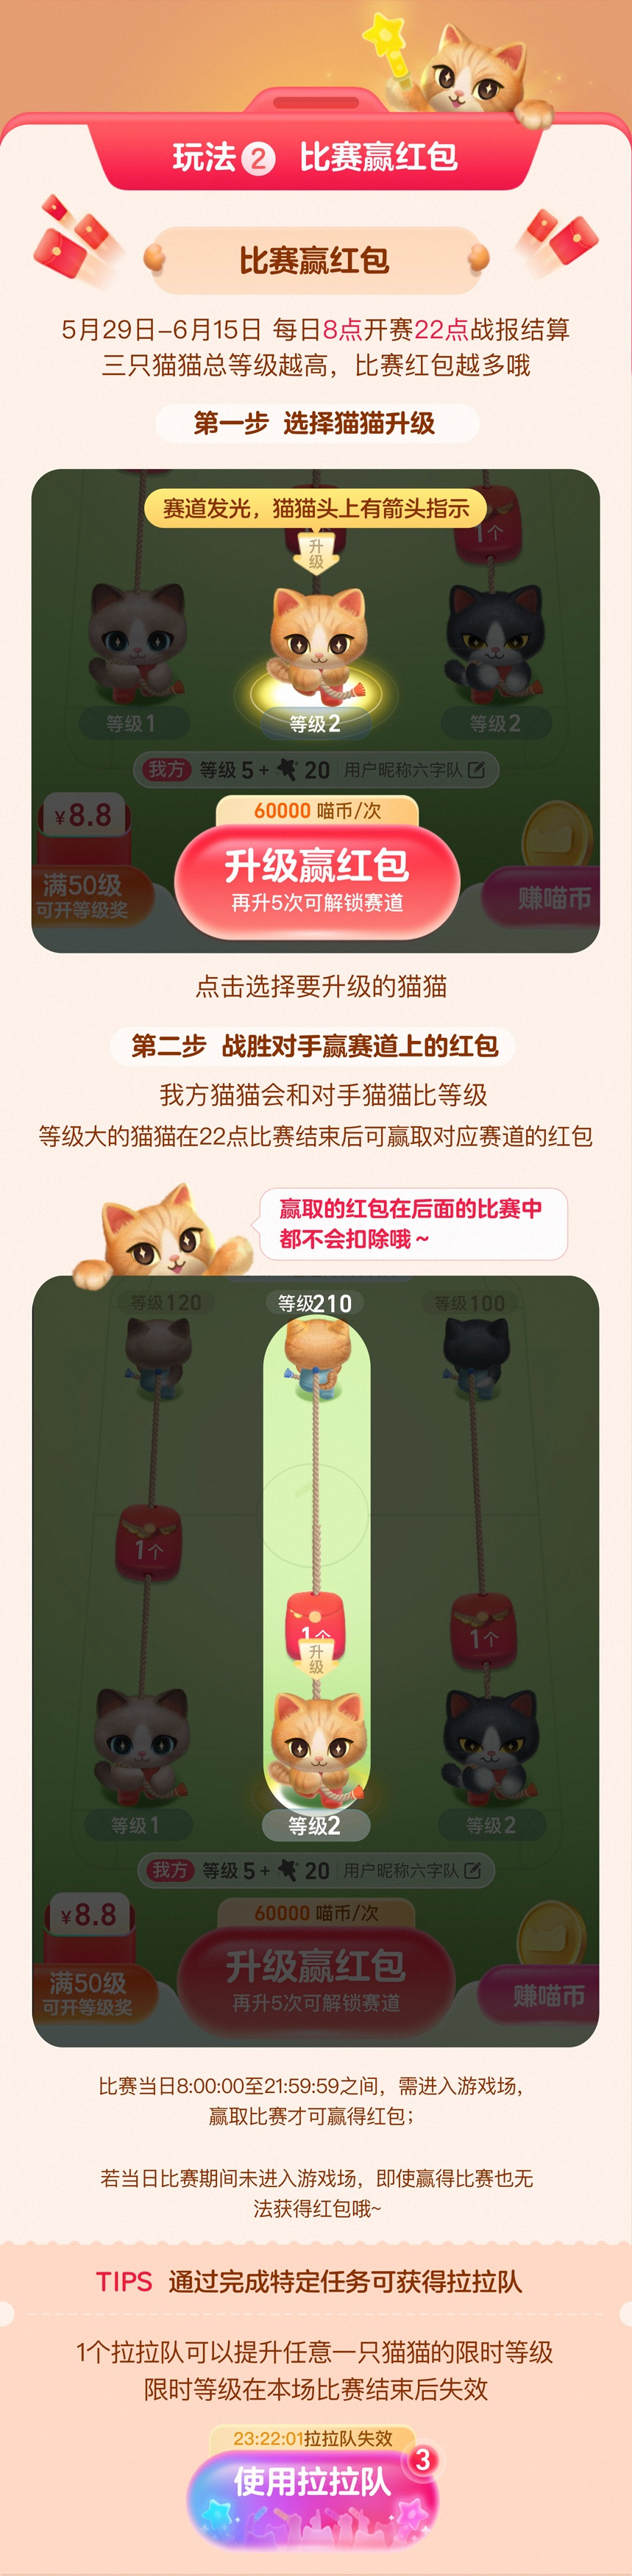 玩法2 比赛赢红包
比赛赢红包
5月29日-6月15日 每日8点开赛22点战报结算
三只猫猫总等级越高，比赛红包越多哦
第一步 选择猫猫升级
赛道发光，猫猫头上有箭头指示
1个
升级
等级1
等级2
等级2
我方 等级 5+ 20 用户昵称六字队
¥8.8
60000 喵币/次
升级赢红包
再升5次可解锁赛道
满50级
可开等级奖
赚喵币
点击选择要升级的猫猫
第二步 战胜对手赢赛道上的红包
我方猫猫会和对手猫猫比等级
等级大的猫猫在22点比赛结束后可赢取对应赛道的红包
赢取的红包在后面的比赛中
都不会扣除哦~
等级120
等级210
等级100
1个
1个
1个
升级
等级1
等级2
等级2
我方 等级 5+ 20 用户昵称六字队
¥8.8
60000 喵币/次
升级赢红包
再升5次可解锁赛道
满50级
可开等级奖
赚喵币
比赛当日8:00:00至21:59:59之间，需进入游戏场，
赢取比赛才可赢得红包；
若当日比赛期间未进入游戏场，即使赢得比赛也无
法获得红包哦~
TIPS 通过完成特定任务可获得拉拉队
1个拉拉队可以提升任意一只猫猫的限时等级
限时等级在本场比赛结束后失效
23:22:01拉拉队失效
3
使用拉拉队